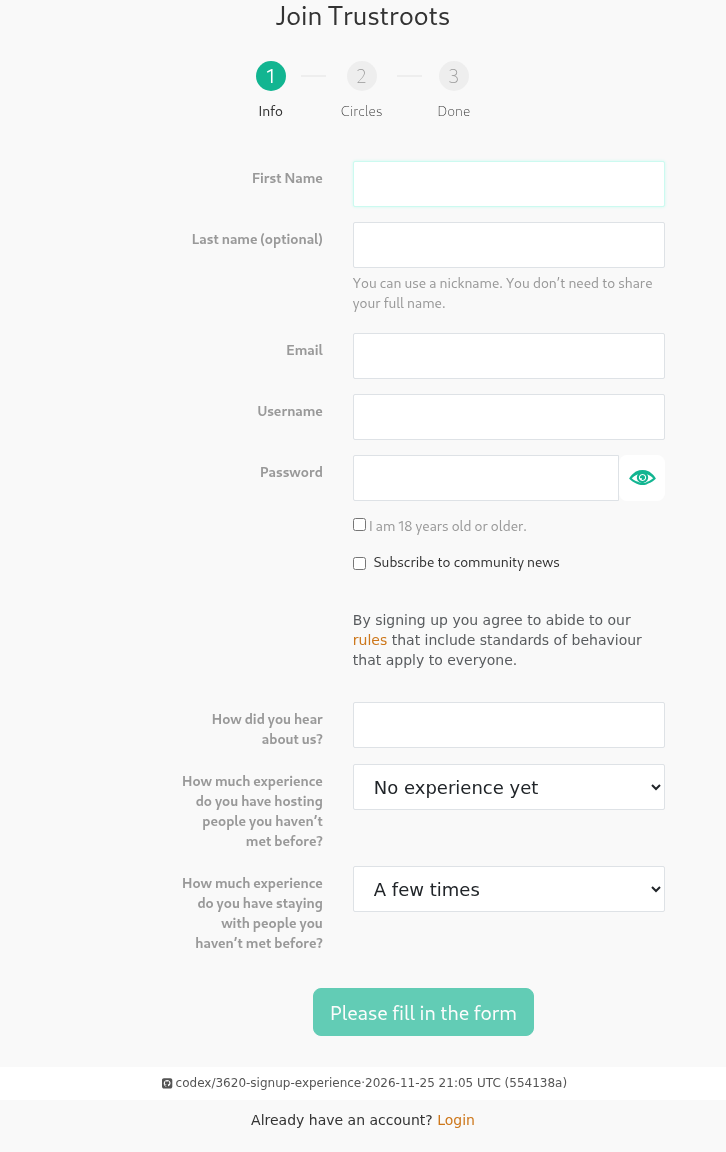 Join Trustroots
1
2
3
Info
Circles
Done
First Name
Last name (optional)
You can use a nickname. You don’t need to share
your full name.
Email
Username
Password
I am 18 years old or older.
Subscribe to community news
By signing up you agree to abide to our
rules that include standards of behaviour
that apply to everyone.
How did you hear
about us?
How much experience
do you have hosting
people you haven’t
met before?
No experience yet
How much experience
do you have staying
with people you
haven’t met before?
A few times
Please fill in the form
codex/3620-signup-experience·2026-11-25 21:05 UTC (554138a)
Already have an account? Login